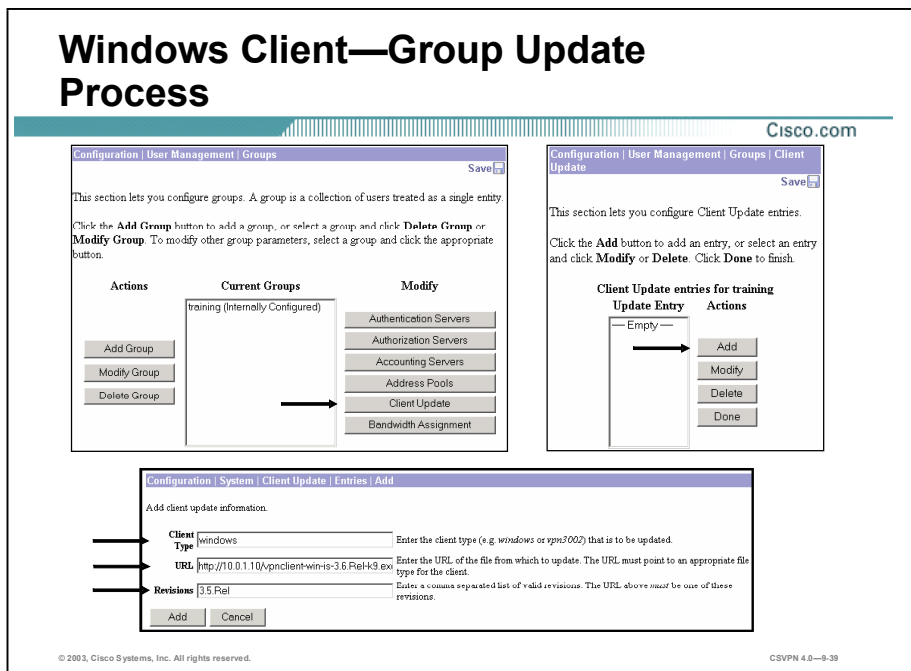 Windows Client—Group Update
Process
Cisco.com
Configuration | User Management | Groups
Save
This section lets you configure groups. A group is a collection of users treated as a single entity.
Click the Add Group button to add a group, or select a group and click Delete Group or
Modify Group. To modify other group parameters, select a group and click the appropriate
button.
Actions
Current Groups
Modify
training (Internally Configured)
Add Group
Modify Group
Delete Group
Authentication Servers
Authorization Servers
Accounting Servers
Address Pools
Client Update
Bandwidth Assignment
Configuration | User Management | Groups | Client
Update
Save
This section lets you configure Client Update entries.
Click the Add button to add an entry, or select an entry
and click Modify or Delete. Click Done to finish.
Client Update entries for training
Update Entry
Actions
— Empty —
Add
Modify
Delete
Done
Configuration | System | Client Update | Entries | Add
Add client update information.
Client
Type
windows
Enter the client type (e.g. windows or vpn3002) that is to be updated.
URL
http://10.0.1.10/vpnclient-win-is-3.6.Rel-k9.exe
Enter the URL of the file from which to update. The URL must point to an appropriate file
type for the client.
Revisions
3.5.Rel
Enter a comma separated list of valid revisions. The URL above must be one of these
revisions.
Add
Cancel
© 2003, Cisco Systems, Inc. All rights reserved.
CSVPN 4.0—9-39